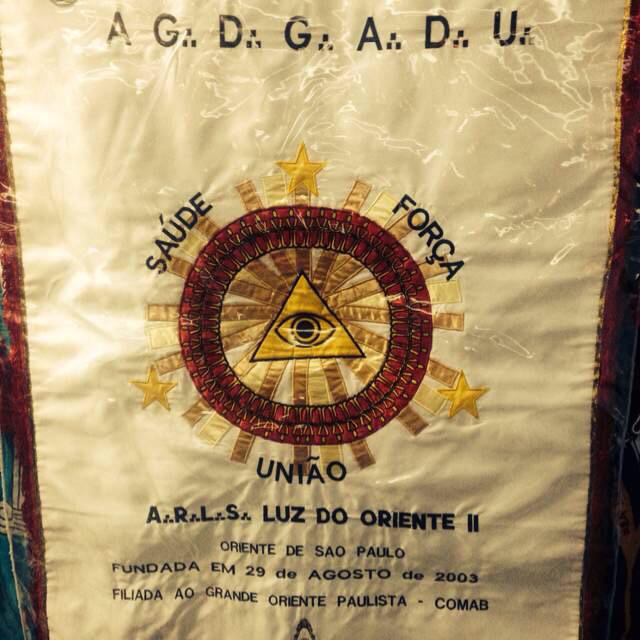 A G∴ D∴ G∴ A∴ D∴ U∴
SAÚDE
FORÇA
UNIÃO
A∴R∴L∴S∴ LUZ DO ORIENTE II
ORIENTE DE SAO PAULO
FUNDADA EM 29 de AGOSTO de 2003
FILIADA AO GRANDE ORIENTE PAULISTA - COMAB